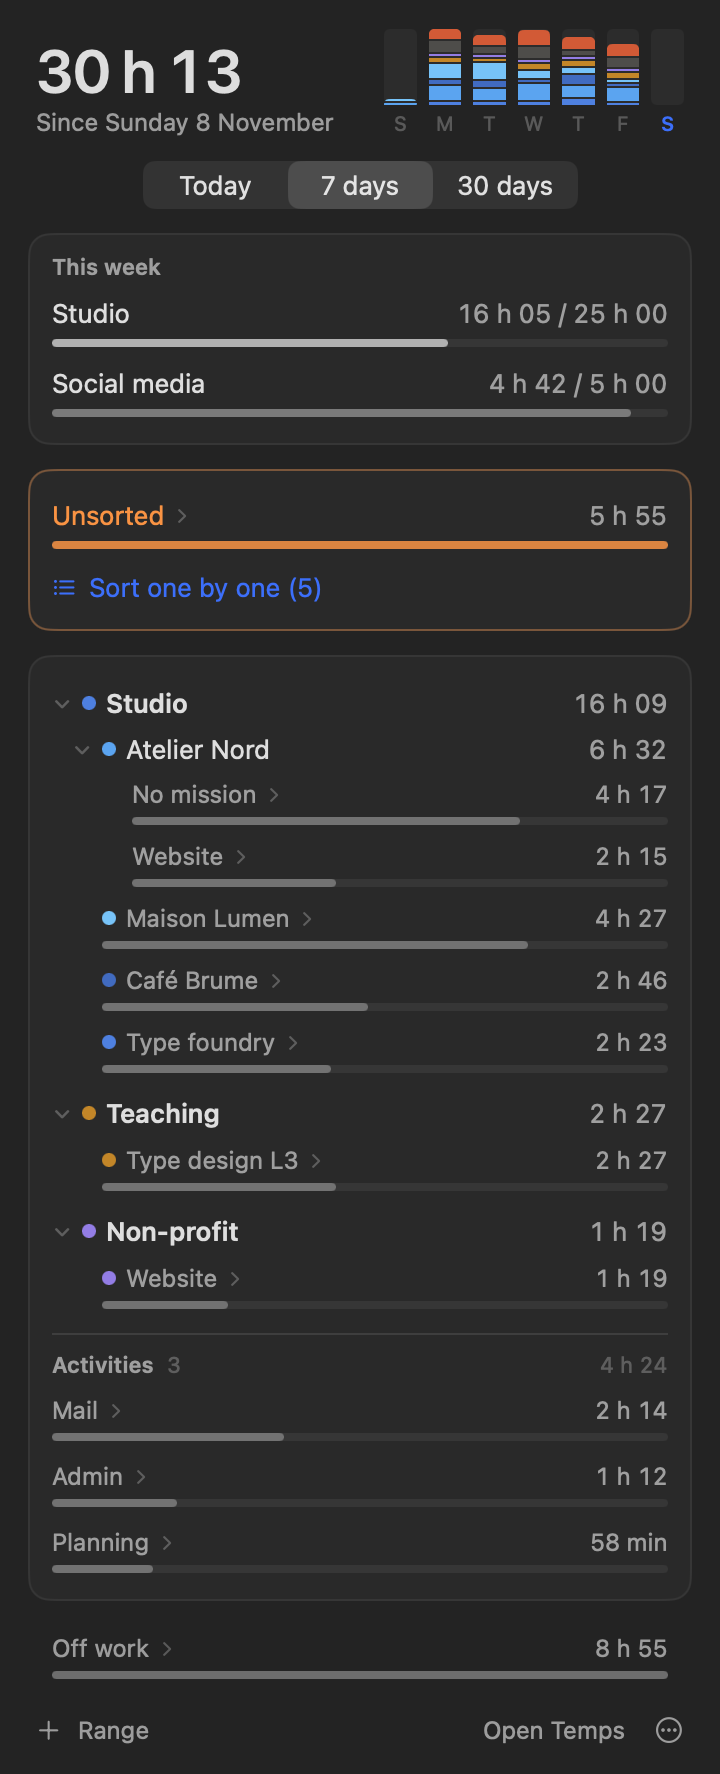 30 h 13
Since Sunday 8 November
S M T W T F S
Today 7 days 30 days
This week
Studio 16 h 05 / 25 h 00
Social media 4 h 42 / 5 h 00
Unsorted 5 h 55
Sort one by one (5)
Studio 16 h 09
Atelier Nord 6 h 32
No mission 4 h 17
Website 2 h 15
Maison Lumen 4 h 27
Café Brume 2 h 46
Type foundry 2 h 23
Teaching 2 h 27
Type design L3 2 h 27
Non-profit 1 h 19
Website 1 h 19
Activities 3 4 h 24
Mail 2 h 14
Admin 1 h 12
Planning 58 min
Off work 8 h 55
Range Open Temps